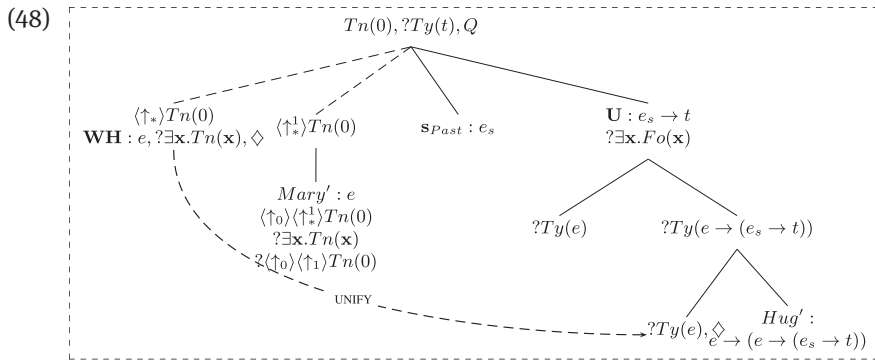 (48)
Tn(0), ?Ty(t), Q
⟨↑*⟩Tn(0)
WH : e, ?∃x.Tn(x), ◇
⟨↑¹*⟩Tn(0)
s_Past : e_s
U : e_s → t
?∃x.Fo(x)
Mary′ : e
⟨↑₀⟩⟨↑¹*⟩Tn(0)
?∃x.Tn(x)
?⟨↑₀⟩⟨↑₁⟩Tn(0)
?Ty(e)
?Ty(e → (e_s → t))
UNIFY
?Ty(e), ◇
Hug′ :
e → (e → (e_s → t))